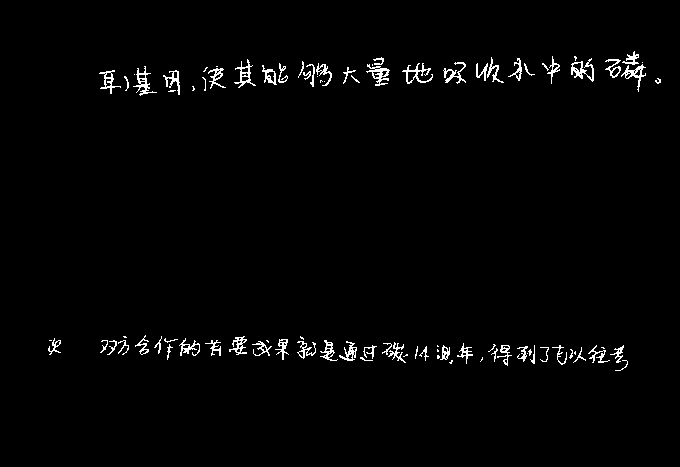 基因,使其能够大量地吸收水中的磷。
次 双方合作的首要成果就是通过碳14测年,得到了与以往考